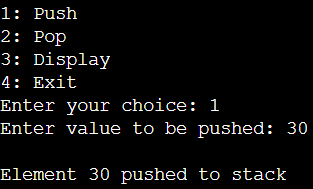 1: Push
2: Pop
3: Display
4: Exit
Enter your choice: 1
Enter value to be pushed: 30
Element 30 pushed to stack